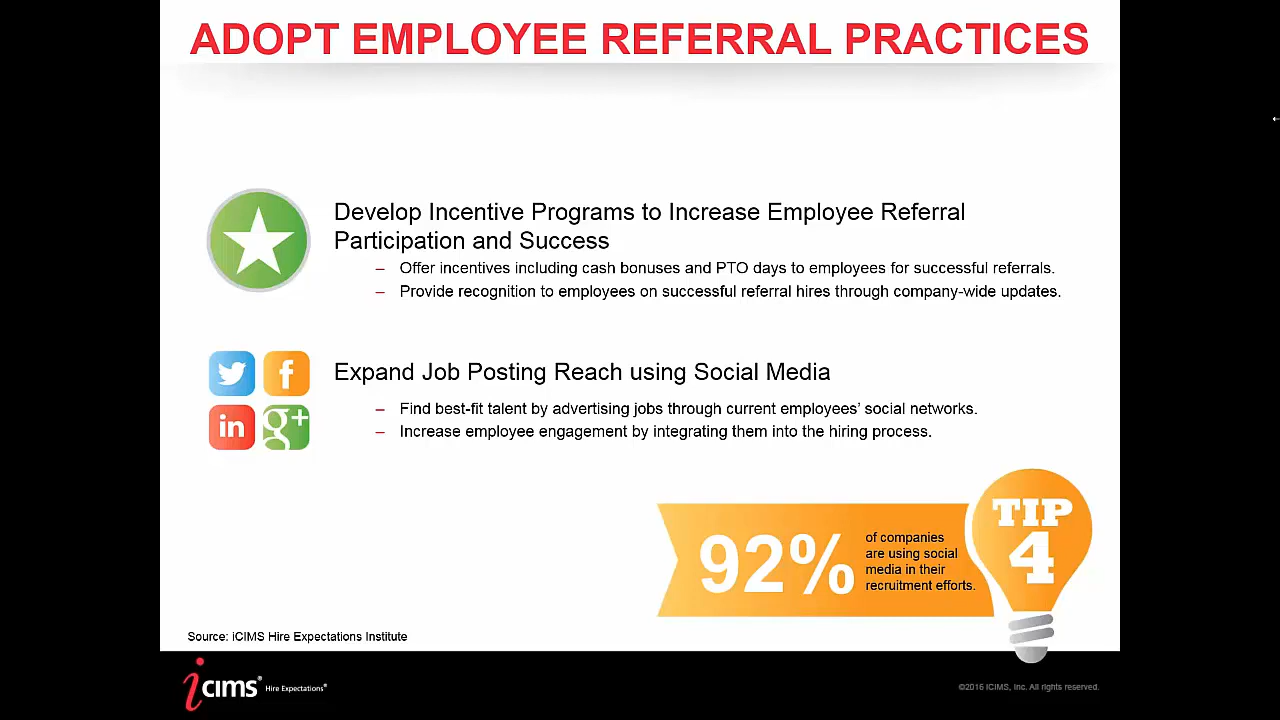 ADOPT EMPLOYEE REFERRAL PRACTICES
Develop Incentive Programs to Increase Employee Referral
Participation and Success
– Offer incentives including cash bonuses and PTO days to employees for successful referrals.
– Provide recognition to employees on successful referral hires through company-wide updates.
f
in
g+
Expand Job Posting Reach using Social Media
– Find best-fit talent by advertising jobs through current employees’ social networks.
– Increase employee engagement by integrating them into the hiring process.
92%
of companies
are using social
media in their
recruitment efforts.
TIP
4
Source: iCIMS Hire Expectations Institute
icims® Hire Expectations®
©2016 iCIMS, Inc. All rights reserved.